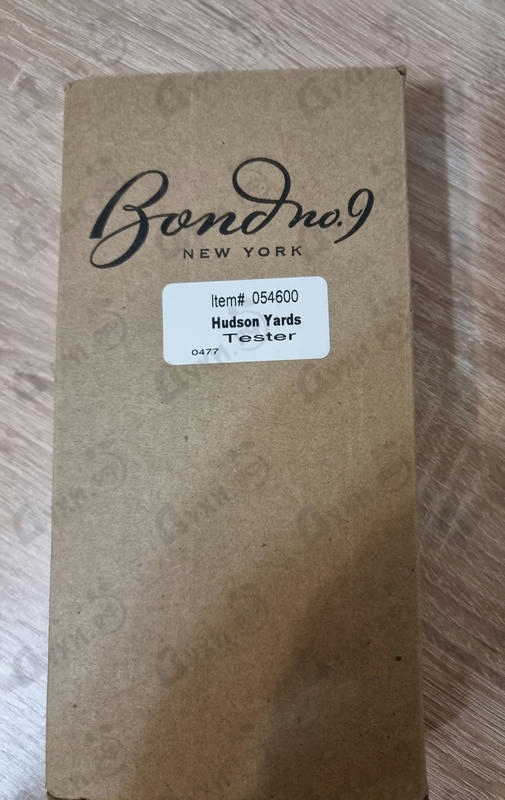 Bond no.9
NEW YORK
Item# 054600
Hudson Yards
Tester
0477